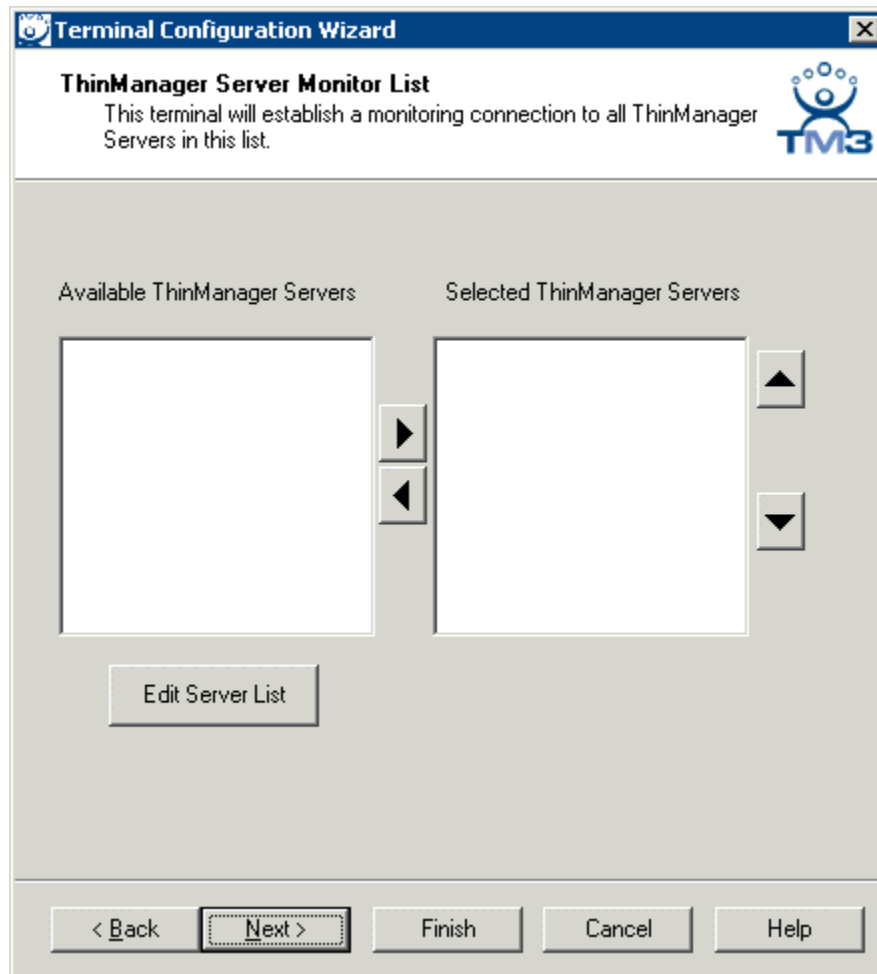 Terminal Configuration Wizard
ThinManager Server Monitor List
This terminal will establish a monitoring connection to all ThinManager
Servers in this list.
TM3
Available ThinManager Servers
Selected ThinManager Servers
Edit Server List
< Back
Next >
Finish
Cancel
Help